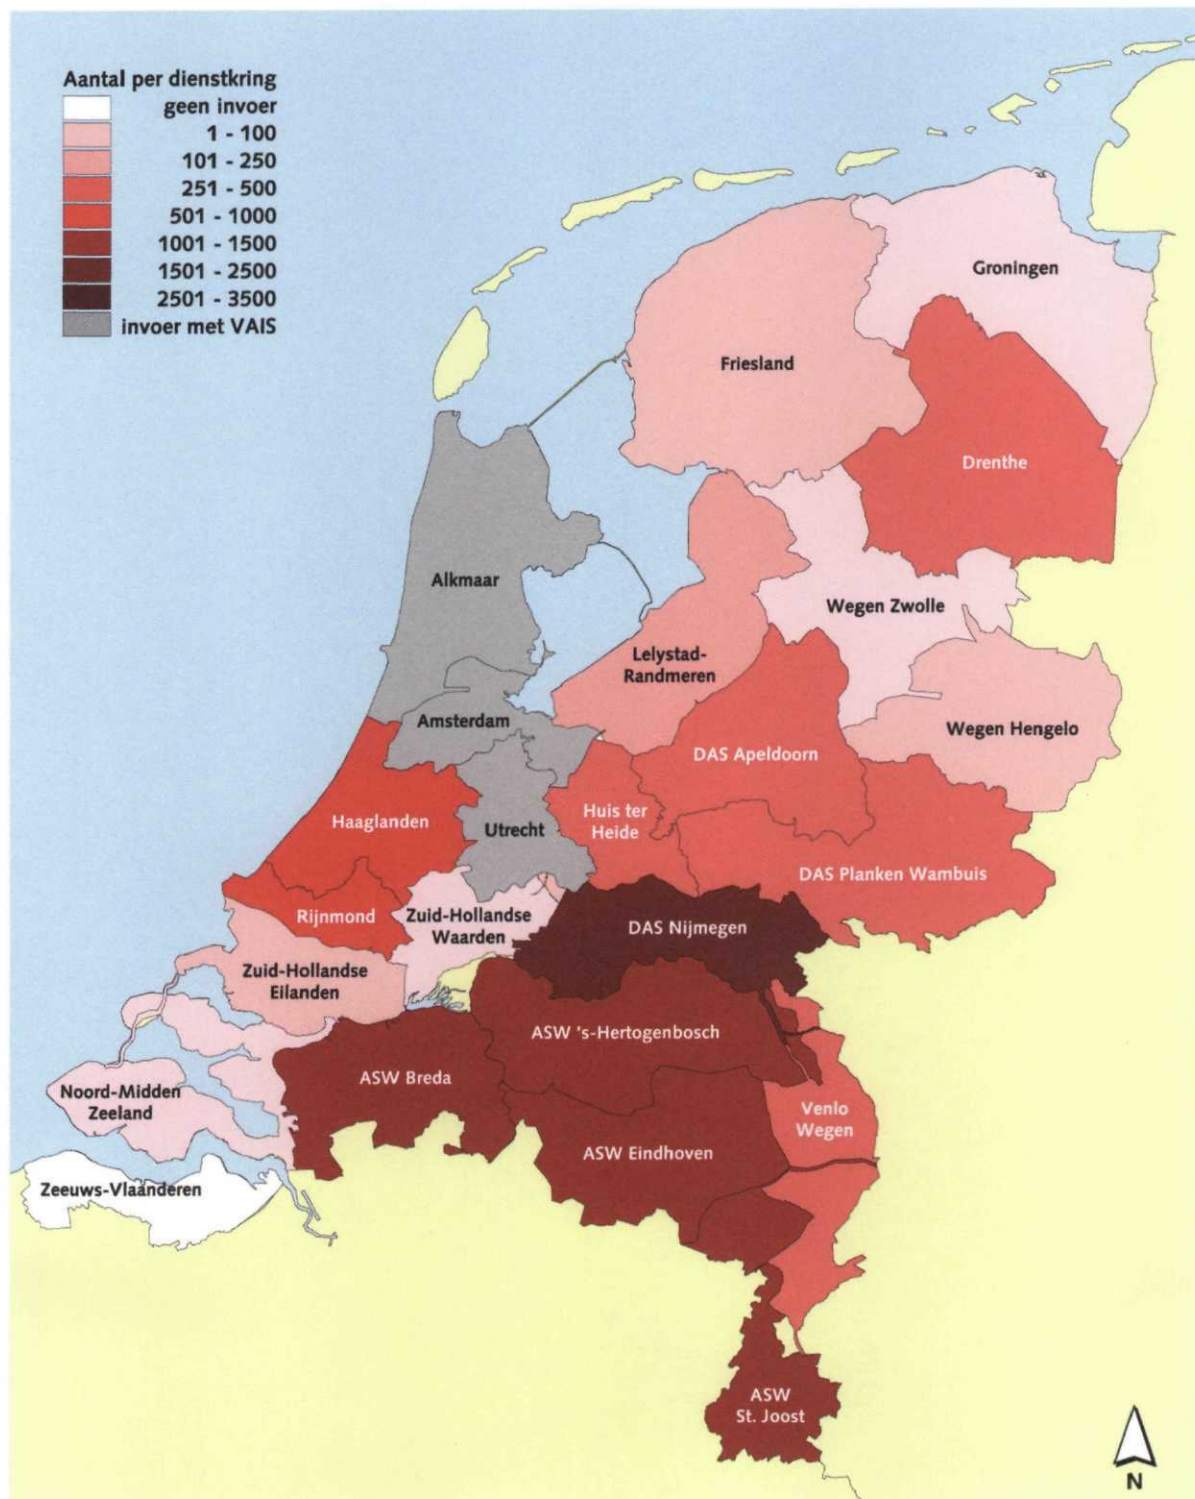 Aantal per dienstkring
geen invoer
1 - 100
101 - 250
251 - 500
501 - 1000
1001 - 1500
1501 - 2500
2501 - 3500
invoer met VAIS
Groningen
Friesland
Drenthe
Alkmaar
Wegen Zwolle
Lelystad-
Randmeren
Amsterdam
Wegen Hengelo
DAS Apeldoorn
Haaglanden
Utrecht
Huis ter
Heide
DAS Planken Wambuis
Rijnmond
Zuid-Hollandse
Waarden
DAS Nijmegen
Zuid-Hollandse
Eilanden
ASW 's-Hertogenbosch
ASW Breda
Noord-Midden
Zeeland
Venlo
Wegen
ASW Eindhoven
Zeeuws-Vlaanderen
ASW
St. Joost
N